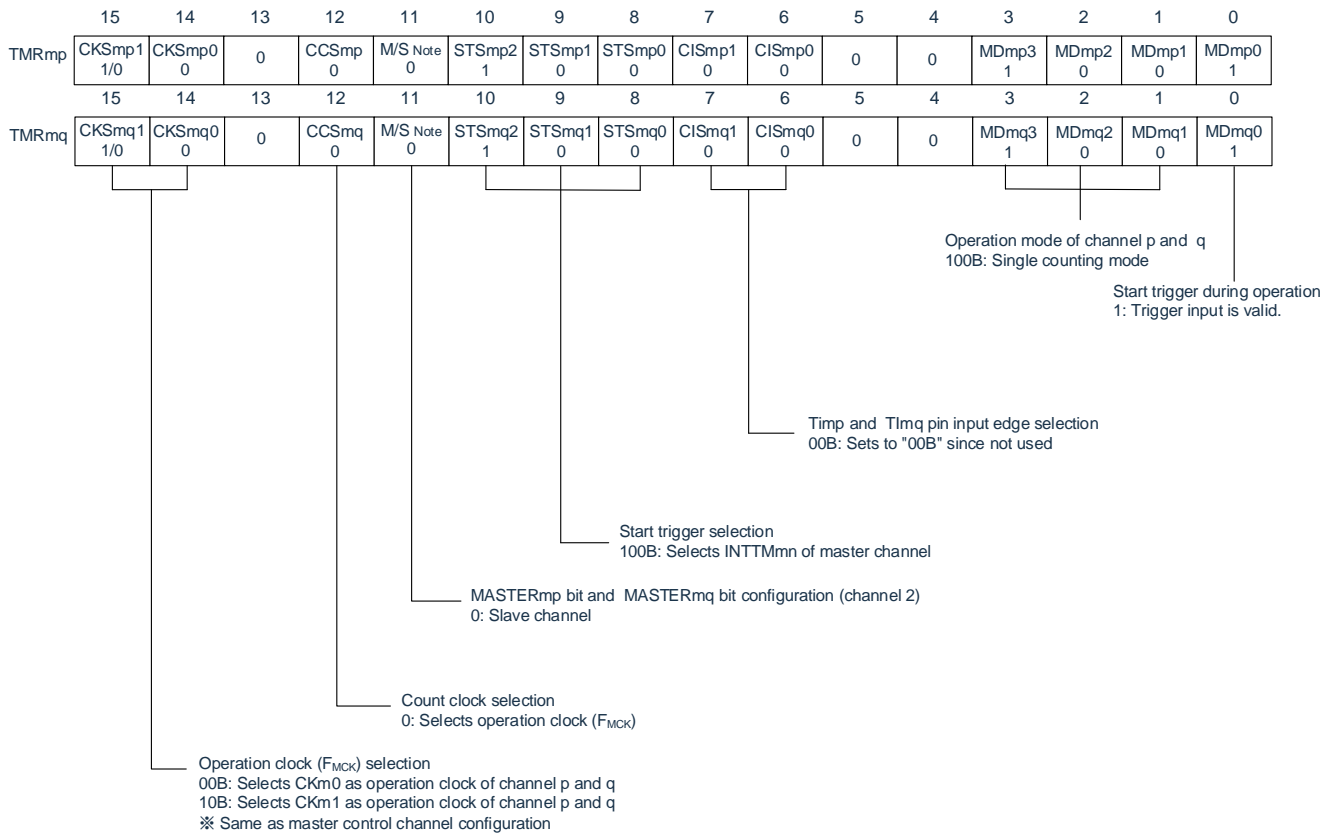 15 14 13 12 11 10 9 8 7 6 5 4 3 2 1 0
TMRmp CKSmp1 CKSmp0 0 CCSmp M/S Note STSmp2 STSmp1 STSmp0 CISmp1 CISmp0 0 0 MDmp3 MDmp2 MDmp1 MDmp0
1/0 0 0 0 1 0 0 0 0 1 0 0 1
15 14 13 12 11 10 9 8 7 6 5 4 3 2 1 0
TMRmq CKSmq1 CKSmq0 0 CCSmq M/S Note STSmq2 STSmq1 STSmq0 CISmq1 CISmq0 0 0 MDmq3 MDmq2 MDmq1 MDmq0
1/0 0 0 0 1 0 0 0 0 1 0 0 1
Operation mode of channel p and q
100B: Single counting mode
Start trigger during operation
1: Trigger input is valid.
Timp and TImq pin input edge selection
00B: Sets to "00B" since not used
Start trigger selection
100B: Selects INTTMmn of master channel
MASTERmp bit and MASTERmq bit configuration (channel 2)
0: Slave channel
Count clock selection
0: Selects operation clock (FMCK)
Operation clock (FMCK) selection
00B: Selects CKm0 as operation clock of channel p and q
10B: Selects CKm1 as operation clock of channel p and q
※ Same as master control channel configuration